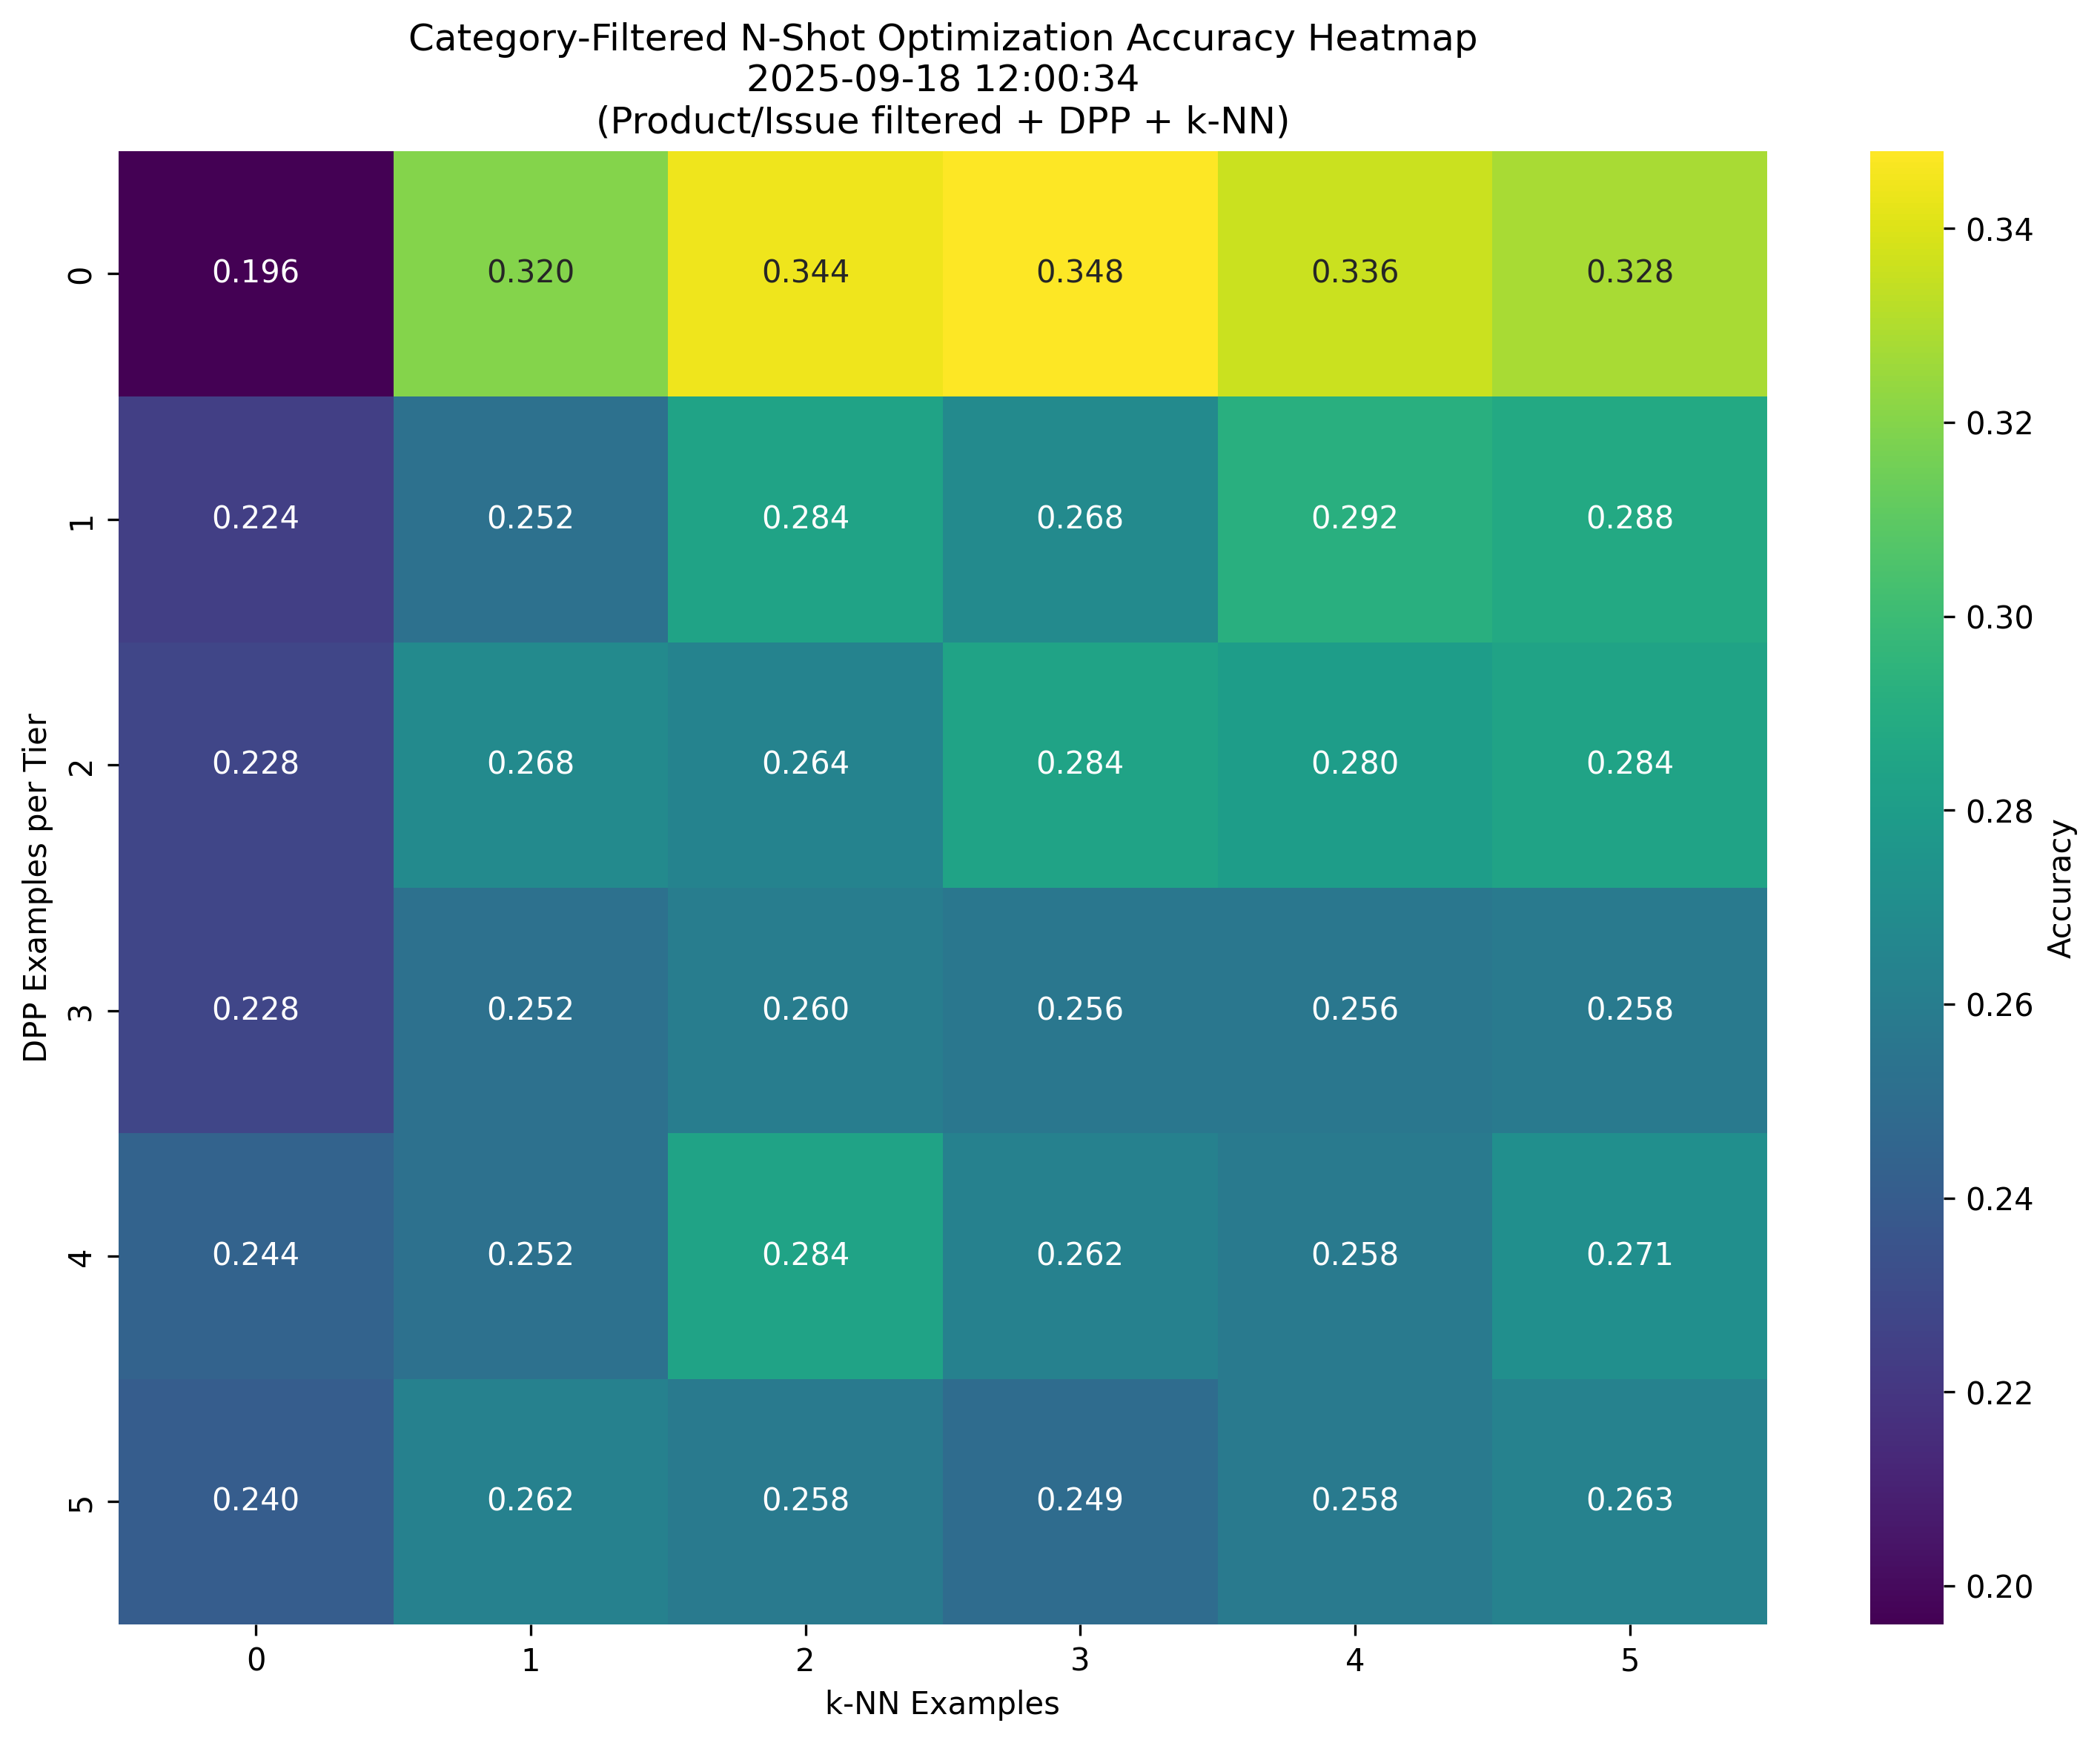 Category-Filtered N-Shot Optimization Accuracy Heatmap
2025-09-18 12:00:34
(Product/Issue filtered + DPP + k-NN)
DPP Examples per Tier
0 0.196 0.320 0.344 0.348 0.336 0.328
1 0.224 0.252 0.284 0.268 0.292 0.288
2 0.228 0.268 0.264 0.284 0.280 0.284
3 0.228 0.252 0.260 0.256 0.256 0.258
4 0.244 0.252 0.284 0.262 0.258 0.271
5 0.240 0.262 0.258 0.249 0.258 0.263
0 1 2 3 4 5
k-NN Examples
0.34
0.32
0.30
0.28
0.26
0.24
0.22
0.20
Accuracy